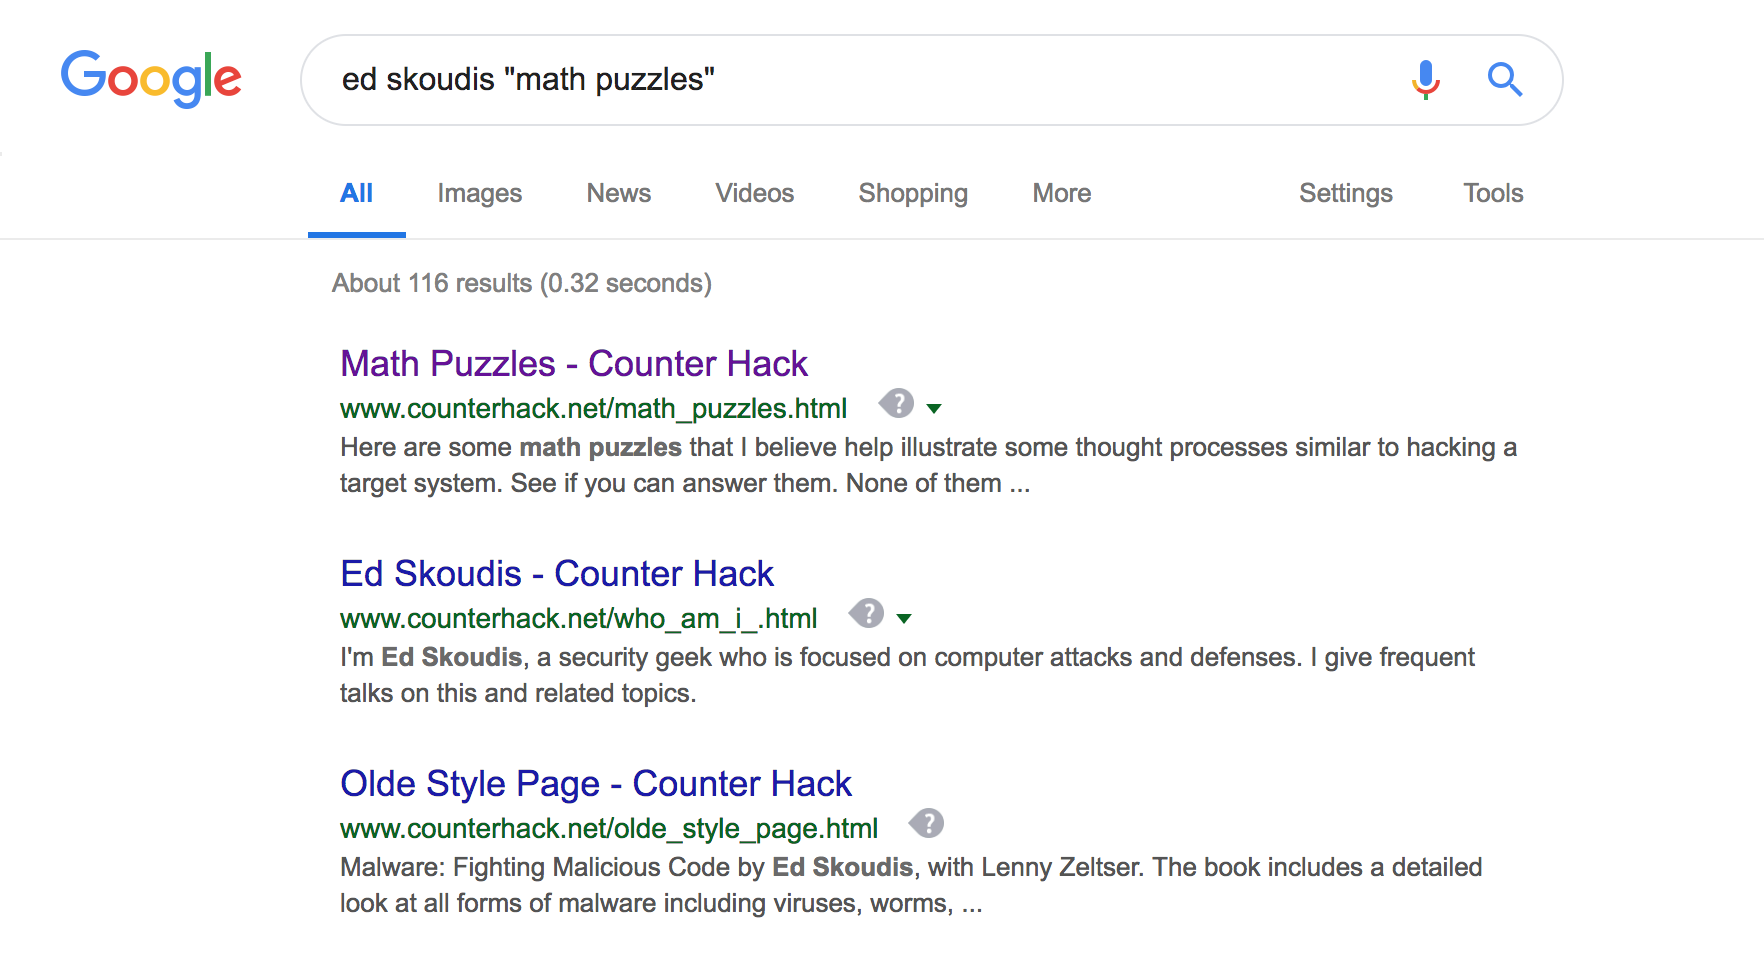 Google
ed skoudis "math puzzles"
All Images News Videos Shopping More Settings Tools
About 116 results (0.32 seconds)
Math Puzzles - Counter Hack
www.counterhack.net/math_puzzles.html ?
Here are some math puzzles that I believe help illustrate some thought processes similar to hacking a
target system. See if you can answer them. None of them ...
Ed Skoudis - Counter Hack
www.counterhack.net/who_am_i_.html ?
I'm Ed Skoudis, a security geek who is focused on computer attacks and defenses. I give frequent
talks on this and related topics.
Olde Style Page - Counter Hack
www.counterhack.net/olde_style_page.html ?
Malware: Fighting Malicious Code by Ed Skoudis, with Lenny Zeltser. The book includes a detailed
look at all forms of malware including viruses, worms, ...